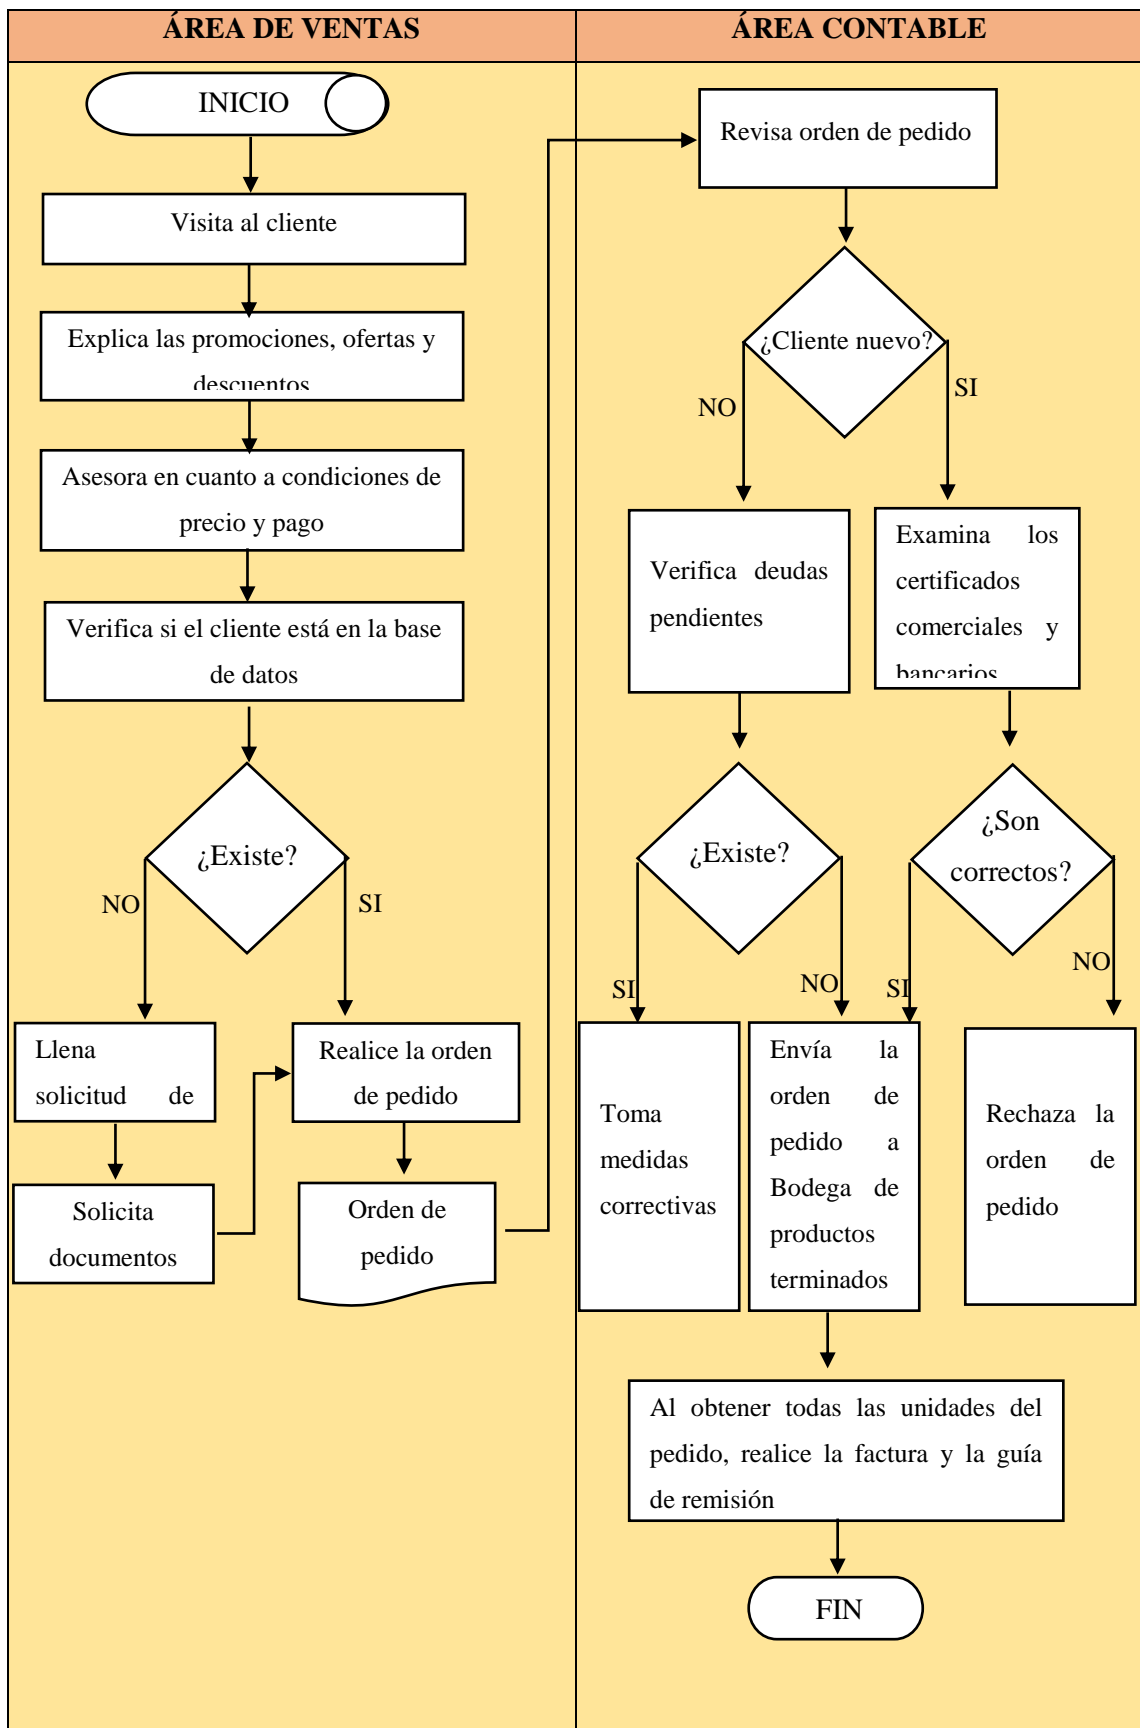 ÁREA DE VENTAS
ÁREA CONTABLE
INICIO
Visita al cliente
Explica las promociones, ofertas y
descuentos
Asesora en cuanto a condiciones de
precio y pago
Verifica si el cliente está en la base
de datos
¿Existe?
NO
SI
Llena
solicitud de
Realice la orden
de pedido
Solicita
documentos
Orden de
pedido
Revisa orden de pedido
¿Cliente nuevo?
NO
SI
Verifica deudas
pendientes
Examina los
certificados
comerciales y
bancarios
¿Existe?
¿Son
correctos?
SI
NO
SI
NO
Toma
medidas
correctivas
Envía la
orden de
pedido a
Bodega de
productos
terminados
Rechaza la
orden de
pedido
Al obtener todas las unidades del
pedido, realice la factura y la guía
de remisión
FIN